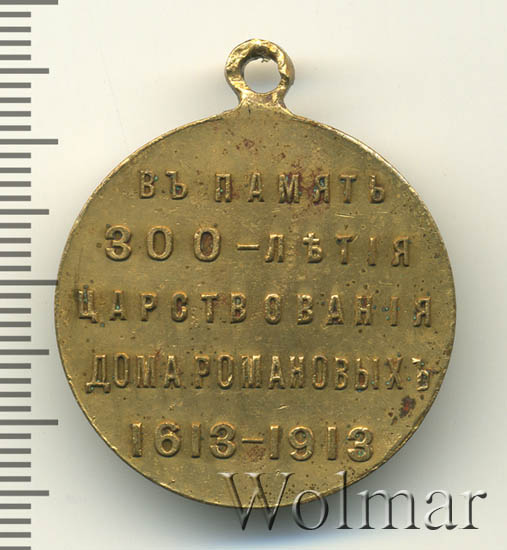 ВЪ ПАМЯТЬ
300-ЛѢТІЯ
ЦАРСТВОВАНІЯ
ДОМА РОМАНОВЫХЪ
1613-1913
Wolmar